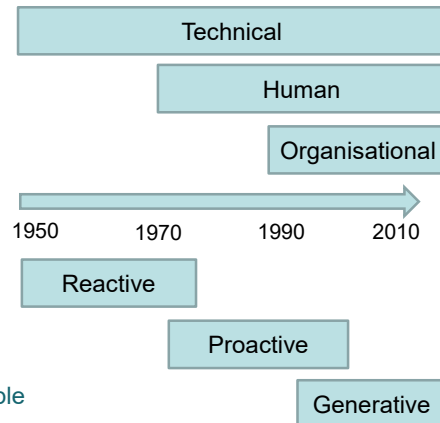 Technical
Human
Organisational
1950 1970 1990 2010
Reactive
Proactive
Generative